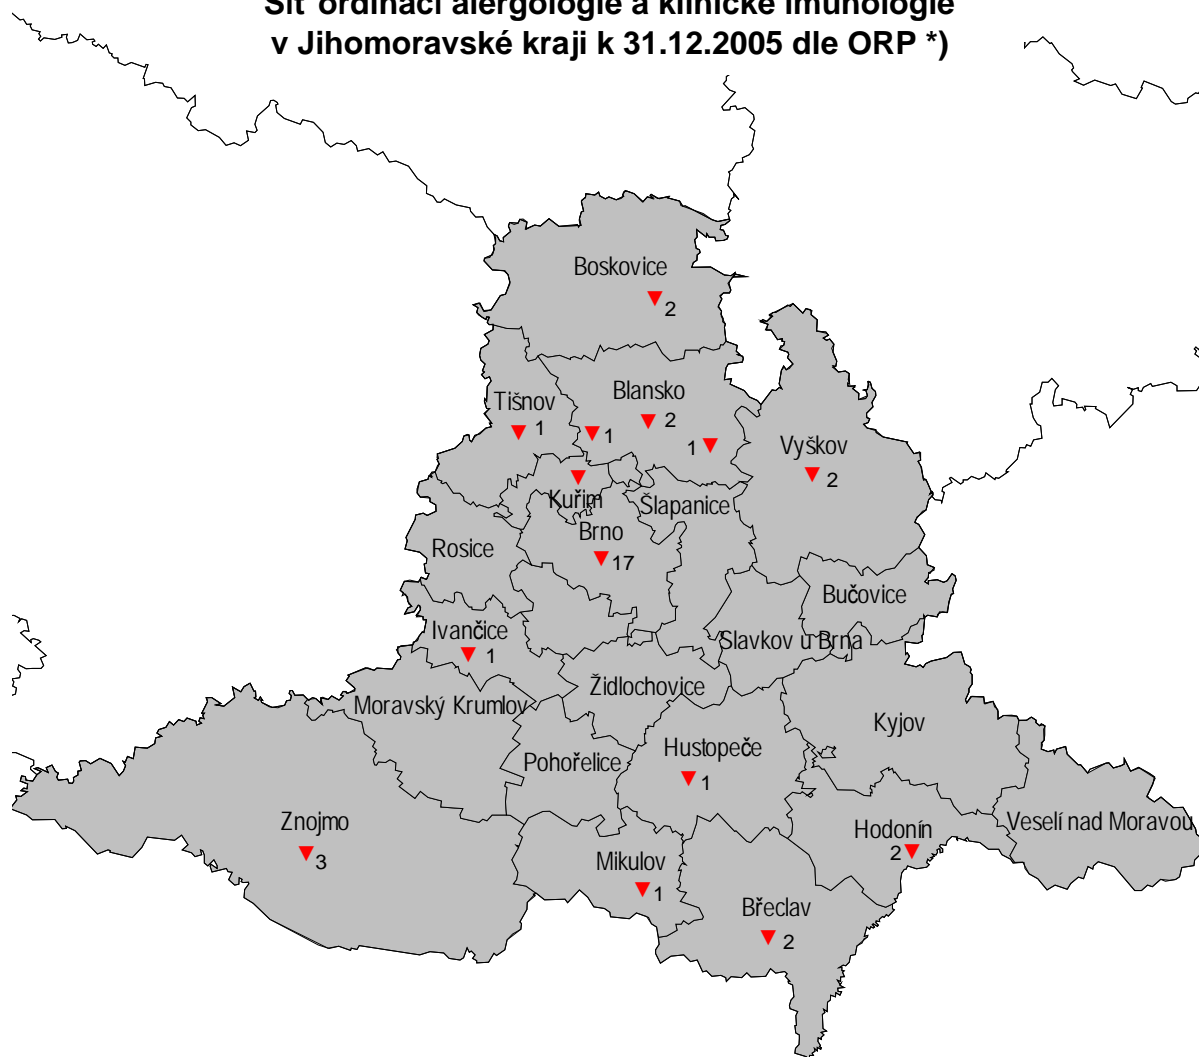 Síť ordinací alergologie a klinické imunologie
v Jihomoravské kraji k 31.12.2005 dle ORP *)
Boskovice
2
Blansko
Tišnov
1
1
2
1
Vyškov
2
Kuřim
Šlapanice
Brno
17
Rosice
Bučovice
Ivančice
1
Slavkov u Brna
Židlochovice
Moravský Krumlov
Kyjov
Pohořelice
Hustopeče
1
Znojmo
3
Hodonín
2
Veselí nad Moravou
Mikulov
1
Břeclav
2